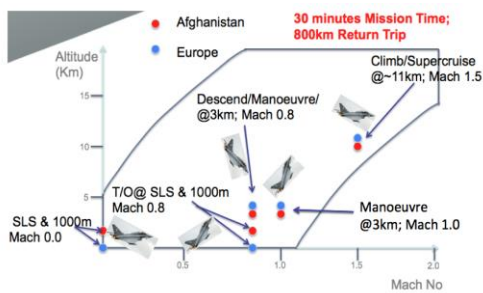 Afghanistan
Europe
30 minutes Mission Time;
800km Return Trip
Altitude
(Km)
15
10
5
Climb/Supercruise
@~11km; Mach 1.5
Descend/Manoeuvre/
@3km; Mach 0.8
T/O@ SLS & 1000m
Mach 0.8
SLS & 1000m
Mach 0.0
Manoeuvre
@3km; Mach 1.0
0.5
1.0
1.5
2.0
Mach No